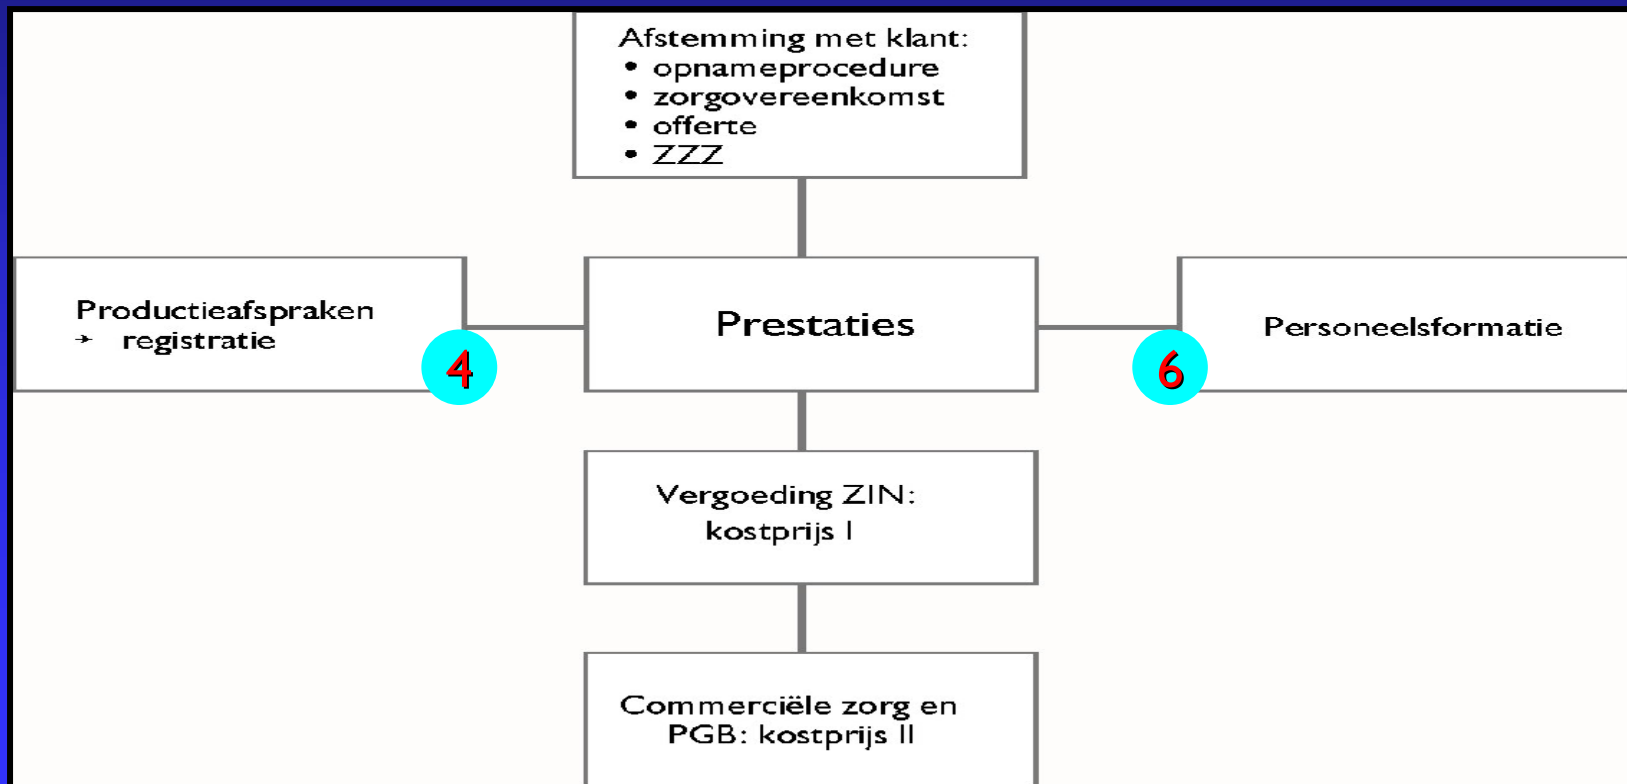 Afstemming met klant:
• opnameprocedure
• zorgovereenkomst
• offerte
• ZZZ
Productieafspraken
→ registratie
4
Prestaties
6
Personeelsformatie
Vergoeding ZIN:
kostprijs I
Commerciële zorg en
PGB: kostprijs II